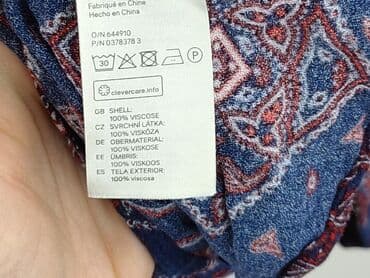 Fabriqué en Chine
Hecho en China
O/N 644910
P/N 0378378 3
30 P
clevercare.info
GB SHELL:
100% VISCOSE
CZ SVRCHNÍ LÁTKA:
100% VISKÓZA
DE OBERMATERIAL:
100% VISKOSE
EE ÜMBRIS:
100% VISKOOS
ES TELA EXTERIOR:
100% viscosa